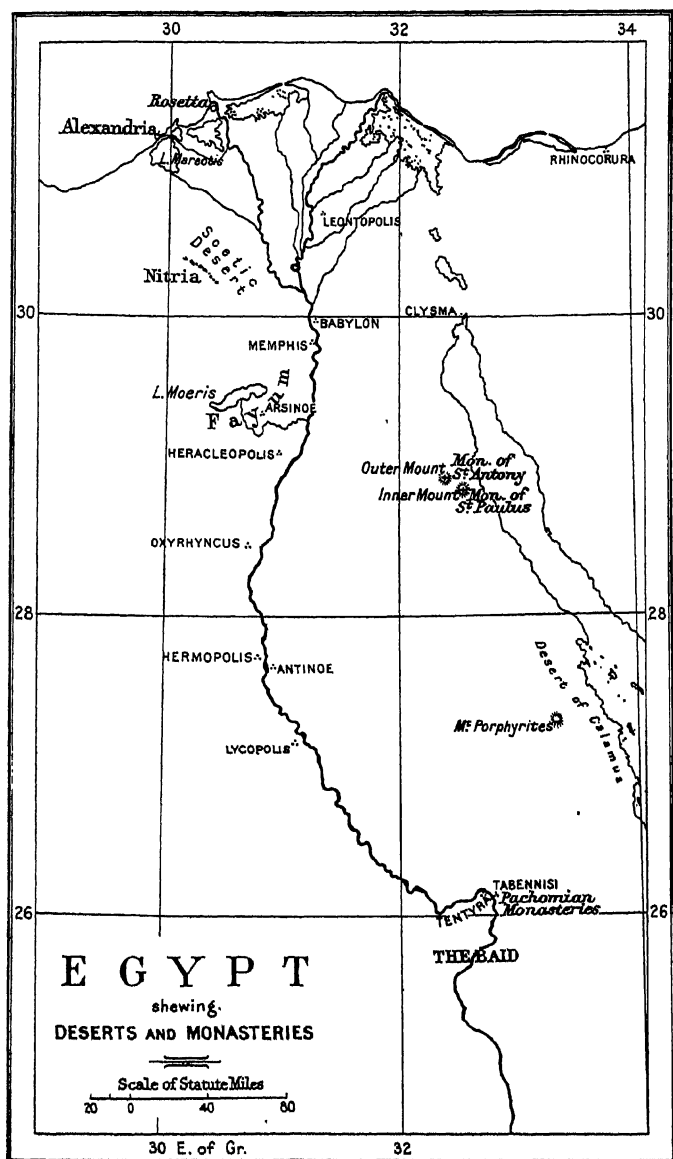 30 32 34
Rosetta
Alexandria
L. Mareotis
RHINOCORURA
LEONTOPOLIS
Scetic
Desert
Nitria
30 30
CLYSMA
BABYLON
MEMPHIS
L. Moeris
Fayum
ARSINOE
HERACLEOPOLIS
Outer Mount Mon. of
St. Antony
Inner Mount Mon. of
St. Paulus
OXYRHYNCUS
28 28
HERMOPOLIS
ANTINOE
Desert of Calamus
Mt. Porphyrites
LYCOPOLIS
TABENNISI
Pachomian
Monasteries
TENTYRA
26 26
THE BAID
EGYPT
shewing.
DESERTS AND MONASTERIES
Scale of Statute Miles
20 0 40 80
30 E. of Gr. 32